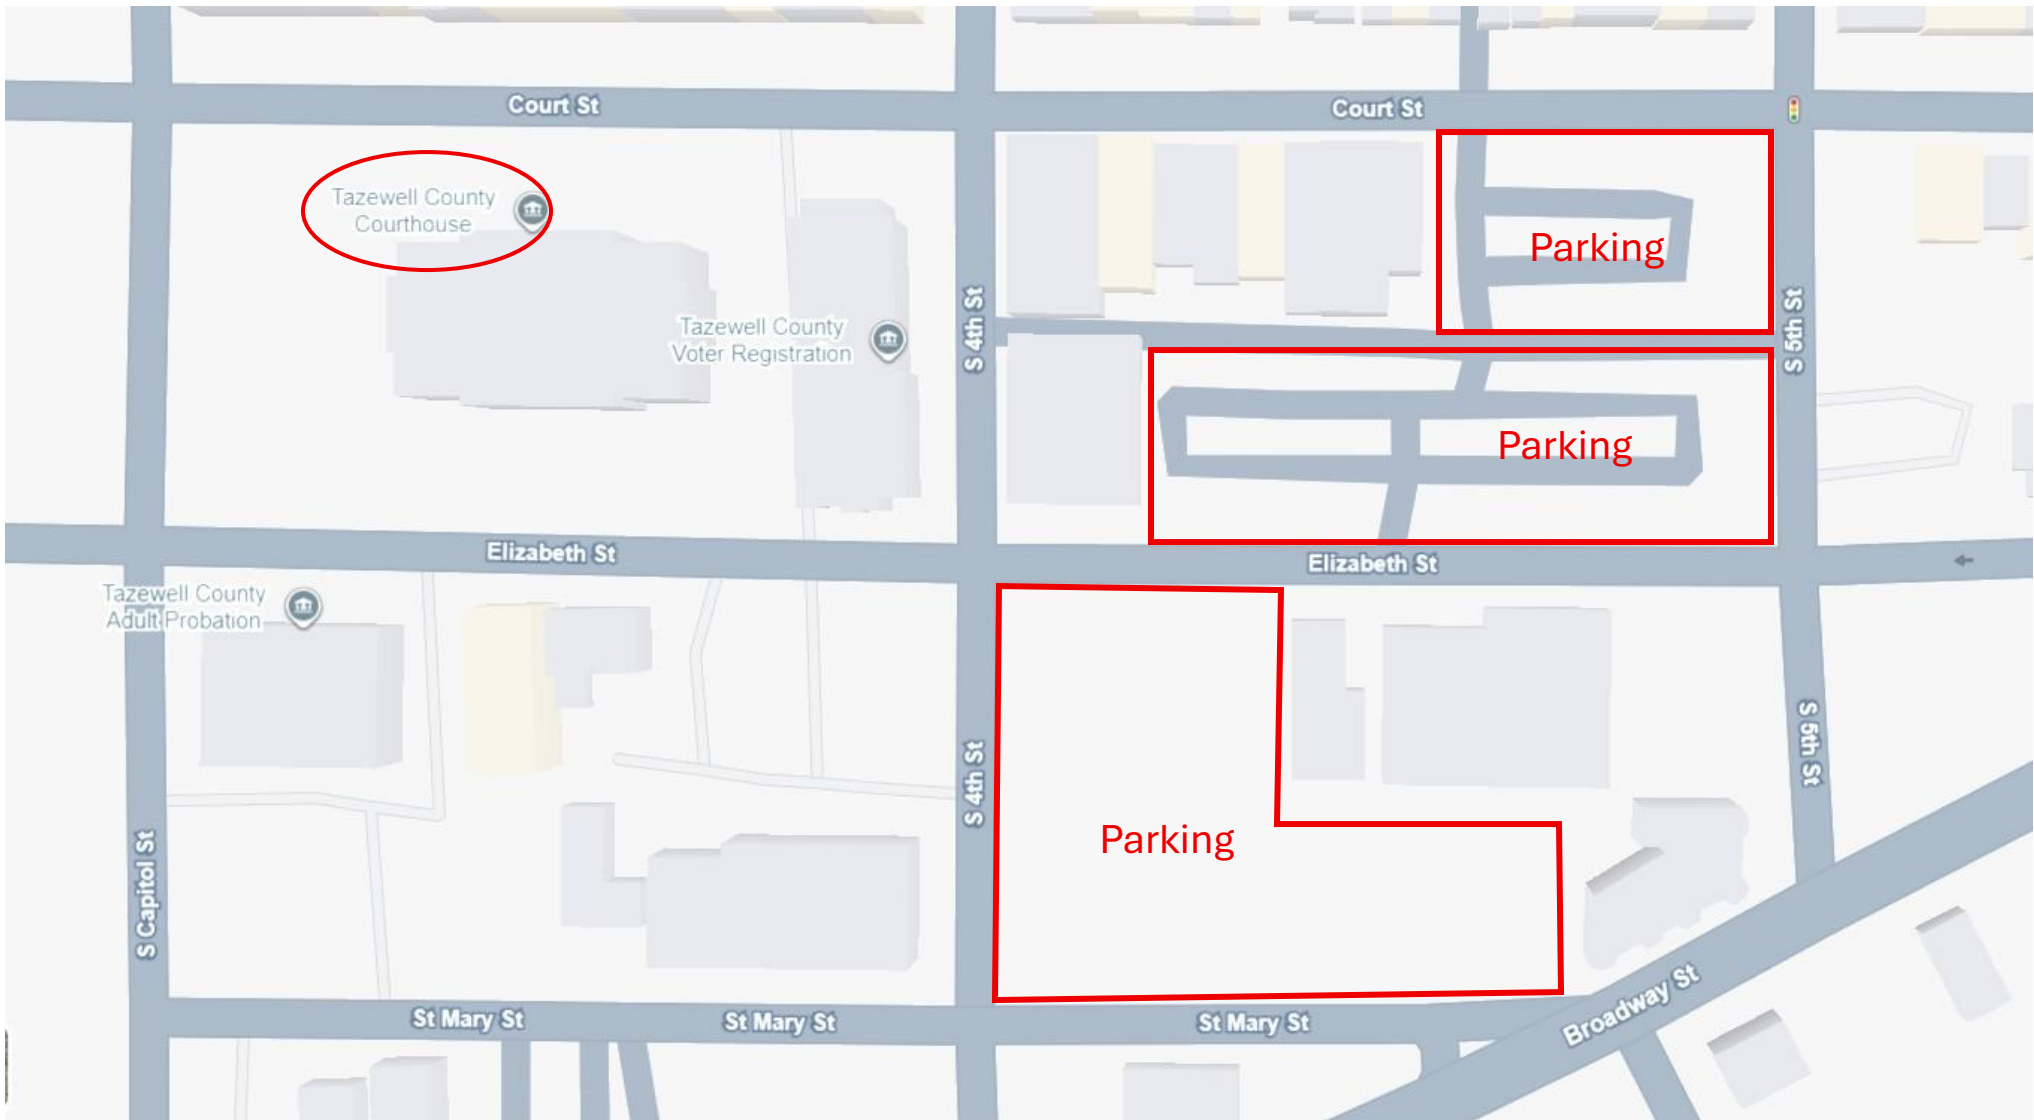 Court St
Court St
Tazewell County
Courthouse
Parking
Tazewell County
Voter Registration
S 4th St
S 5th St
Parking
Elizabeth St
Elizabeth St
Tazewell County
Adult Probation
S 4th St
S 5th St
Parking
S Capitol St
St Mary St
St Mary St
St Mary St
Broadway St